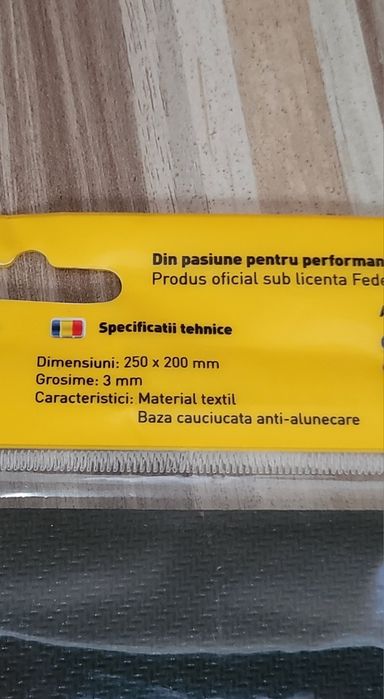 Din pasiune pentru performan
Produs oficial sub licenta Fede
Specificatii tehnice
Dimensiuni: 250 x 200 mm
Grosime: 3 mm
Caracteristici: Material textil
Baza cauciucata anti-alunecare